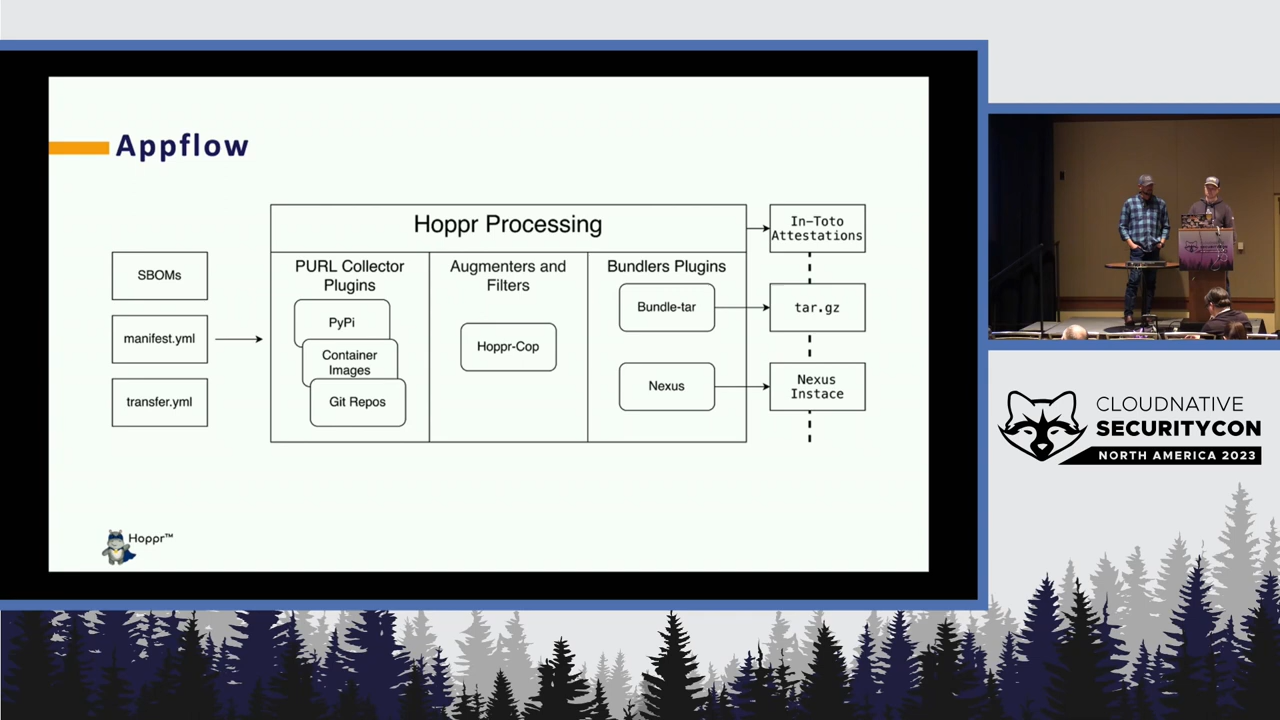 Appflow
SBOMs
manifest.yml
transfer.yml
Hoppr Processing
PURL Collector
Plugins
PyPi
Container
Images
Git Repos
Augmenters and
Filters
Hoppr-Cop
Bundlers Plugins
Bundle-tar
Nexus
In-Toto
Attestations
tar.gz
Nexus
Instace
Hoppr™
CLOUDNATIVE
SECURITYCON
NORTH AMERICA 2023